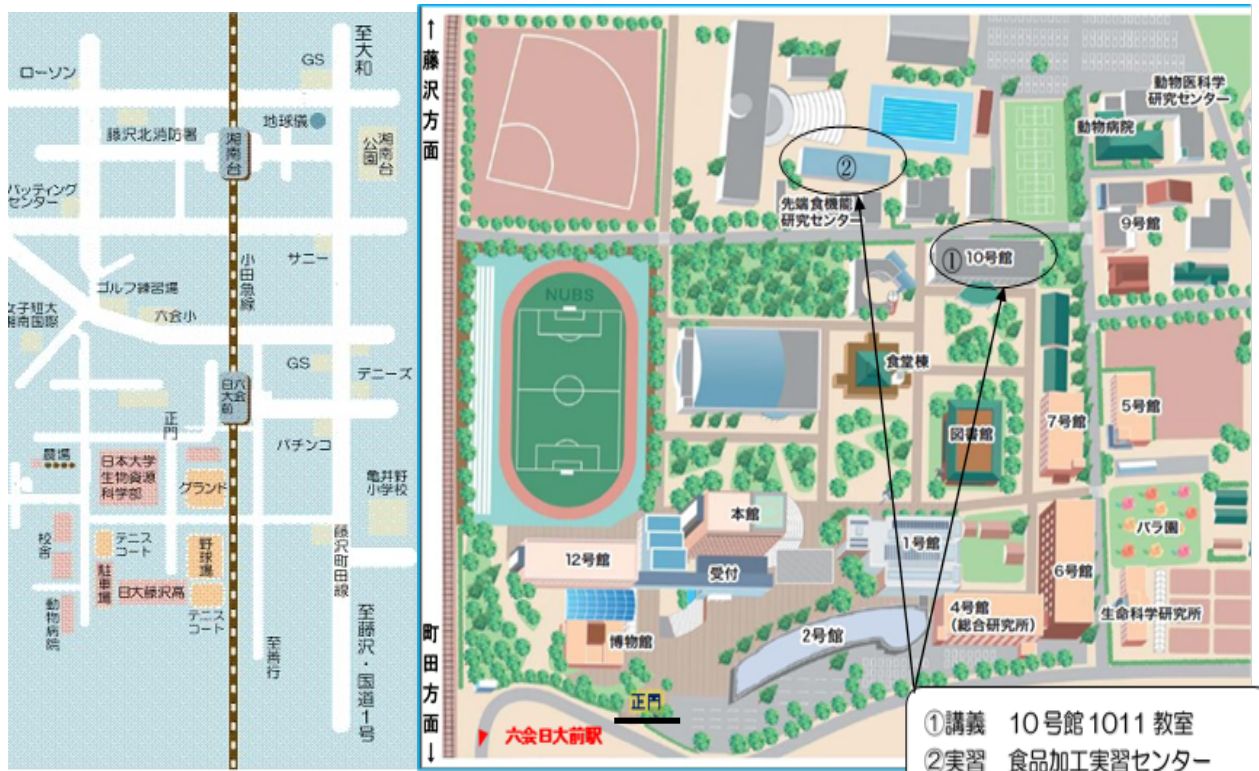 ローソン
GS
至大和
藤沢北消防署
湘南台
地球儀
湘南台
公園
バッティング
センター
小田急線
サニー
ゴルフ練習場
六会小
女子短大
湘南国際
GS
デニーズ
六会
日大前
正門
パチンコ
農場
日本大学
生物資源
科学部
グランド
亀井野
小学校
校舎
テニス
コート
駐車場
野球場
日大藤沢高
テニス
コート
動物病院
至善行
藤沢町田線
至藤沢・国道1号
↑藤沢方面
動物医科学
研究センター
動物病院
②
先端食機能
研究センター
9号館
① 10号館
NUBS
食堂棟
図書館
7号館
5号館
本館
12号館
受付
1号館
バラ園
6号館
4号館
(総合研究所)
生命科学研究所
博物館
2号館
町田方面↓
正門
六会日大前駅
①講義 10号館1011教室
②実習 食品加工実習センター